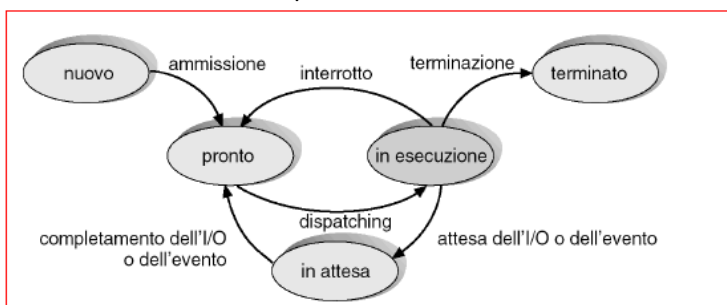 nuovo
ammissione
interrotto
terminazione
terminato
pronto
in esecuzione
dispatching
completamento dell'I/O
o dell'evento
attesa dell'I/O o dell'evento
in attesa